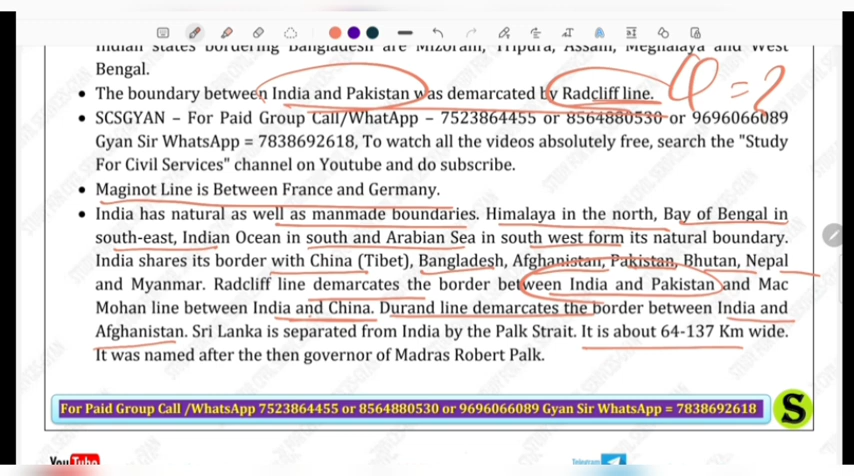 Indian states bordering Bangladesh are Mizoram, Tripura, Assam, Meghalaya and West
Bengal.
• The boundary between India and Pakistan was demarcated by Radcliff line.
• SCSGYAN – For Paid Group Call/WhatApp – 7523864455 or 8564880530 or 9696066089
Gyan Sir WhatsApp = 7838692618, To watch all the videos absolutely free, search the "Study
For Civil Services" channel on Youtube and do subscribe.
• Maginot Line is Between France and Germany.
• India has natural as well as manmade boundaries. Himalaya in the north, Bay of Bengal in
south-east, Indian Ocean in south and Arabian Sea in south west form its natural boundary.
India shares its border with China (Tibet), Bangladesh, Afghanistan, Pakistan, Bhutan, Nepal
and Myanmar. Radcliff line demarcates the border between India and Pakistan and Mac
Mohan line between India and China. Durand line demarcates the border between India and
Afghanistan. Sri Lanka is separated from India by the Palk Strait. It is about 64-137 Km wide.
It was named after the then governor of Madras Robert Palk.
For Paid Group Call /WhatsApp 7523864455 or 8564880530 or 9696066089 Gyan Sir WhatsApp = 7838692618
S
YouTube
Telegram